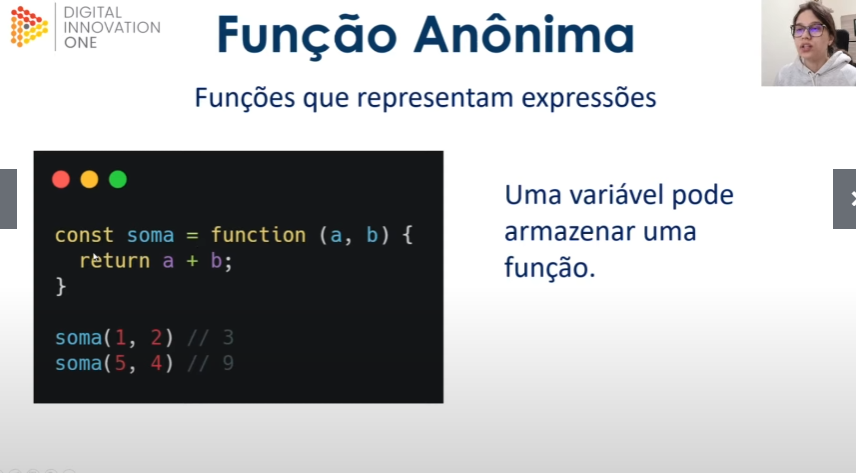 DIGITAL
INNOVATION
ONE
Função Anônima
Funções que representam expressões
const soma = function (a, b) {
  return a + b;
}
soma(1, 2) // 3
soma(5, 4) // 9
Uma variável pode
armazenar uma
função.